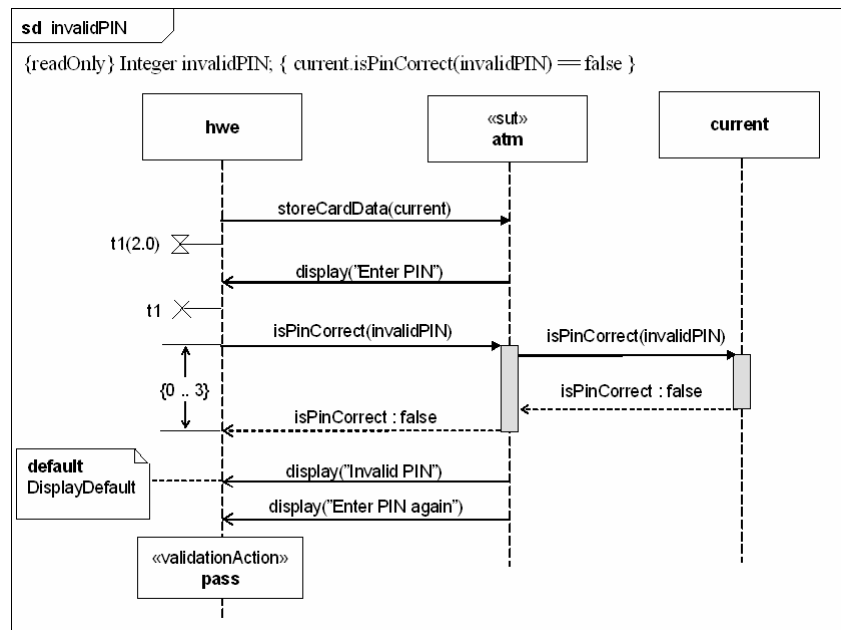 sd invalidPIN
{readOnly} Integer invalidPIN; { current.isPinCorrect(invalidPIN) == false }
hwe
«sut»
atm
current
storeCardData(current)
t1(2.0)
display("Enter PIN")
t1
isPinCorrect(invalidPIN)
isPinCorrect(invalidPIN)
{0 .. 3}
isPinCorrect : false
isPinCorrect : false
default
DisplayDefault
display("Invalid PIN")
display("Enter PIN again")
«validationAction»
pass